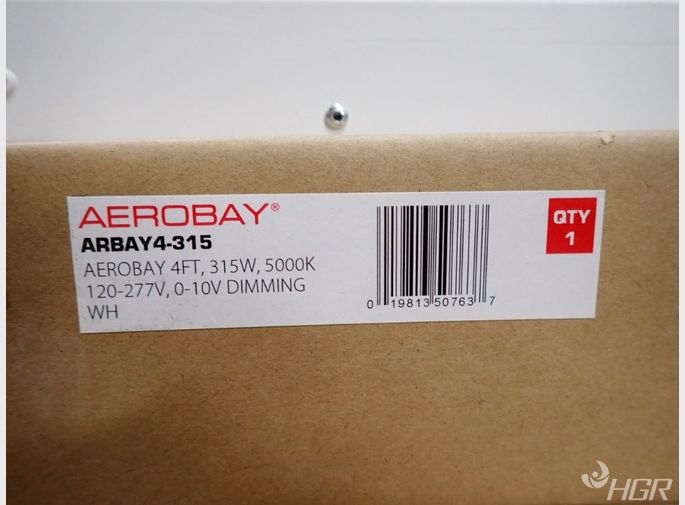 AEROBAY®
ARBAY4-315
AEROBAY 4FT, 315W, 5000K
120-277V, 0-10V DIMMING
WH
0 19813 50763 7
QTY
1
HGR